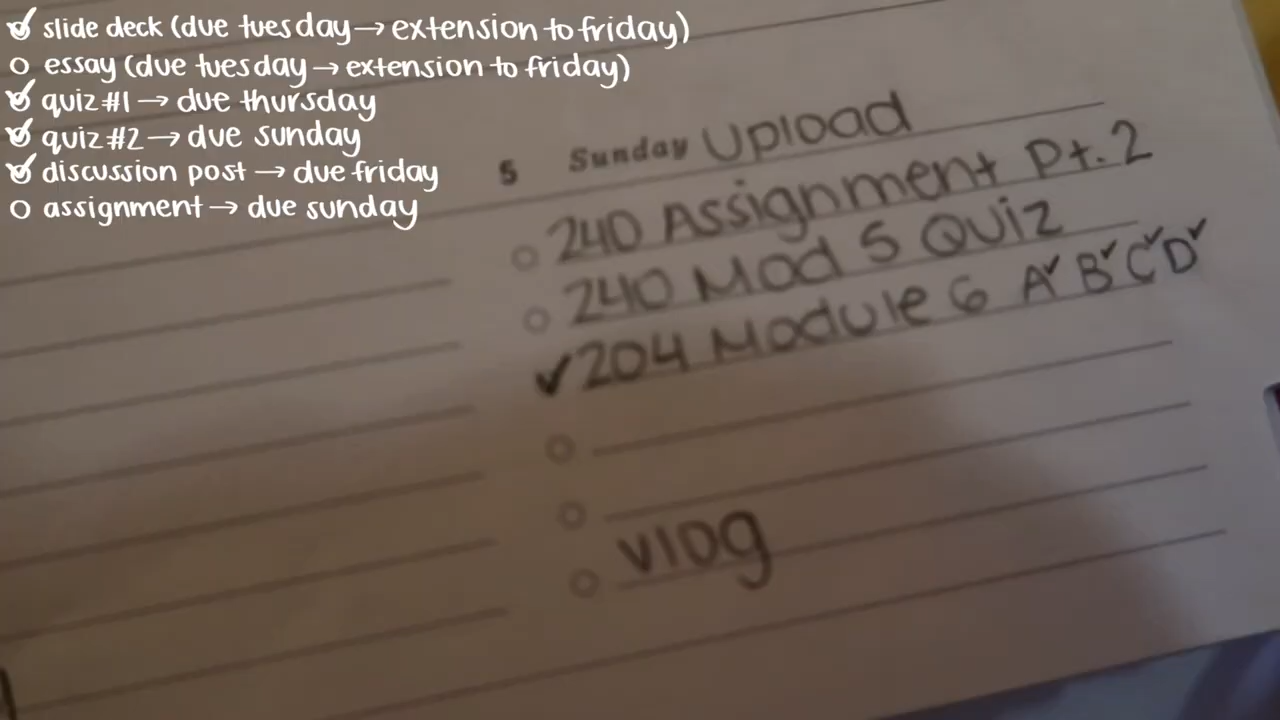 slide deck (due tuesday → extension to friday)
essay (due tuesday → extension to friday)
quiz #1 → due thursday
quiz #2 → due sunday
discussion post → due friday
assignment → due sunday
5 Sunday Upload
240 Assignment Pt. 2
240 Mod 5 Quiz
204 Module 6 A✓ B✓ C✓ D✓
vlog